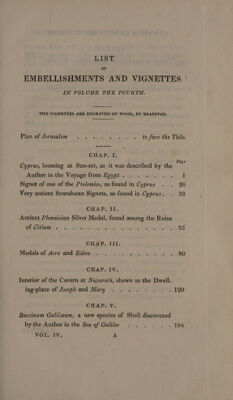 LIST
OF
EMBELLISHMENTS AND VIGNETTES
IN VOLUME THE FOURTH.
THE VIGNETTES ARE ENGRAVED ON WOOD, BY BRANSTON.
Plan of Jerusalem . . . . . . . . to face the Title.
CHAP. I.
Page
Cyprus, looming at Sun-set, as it was described by the
Author in the Voyage from Egypt . . . . . . . 1
Signet of one of the Ptolemies, as found in Cyprus . . 26
Very antient Scarabæan Signets, as found in Cyprus . .
CHAP. II.
Antient Phœnician Silver Medal, found among the Ruins
of Citium . . . . . . . . . . . . . 35
CHAP. III.
Medals of Acre and Sidon . . . . . . . . . 80
CHAP. IV.
Interior of the Cavern at Nazareth, shewn as the Dwell-
ing-place of Joseph and Mary . . . . . . . 120
CHAP. V.
Buccinum Galilæum, a new species of Shell discovered
by the Author in the Sea of Galilee . . . . . . 184
VOL. IV. A